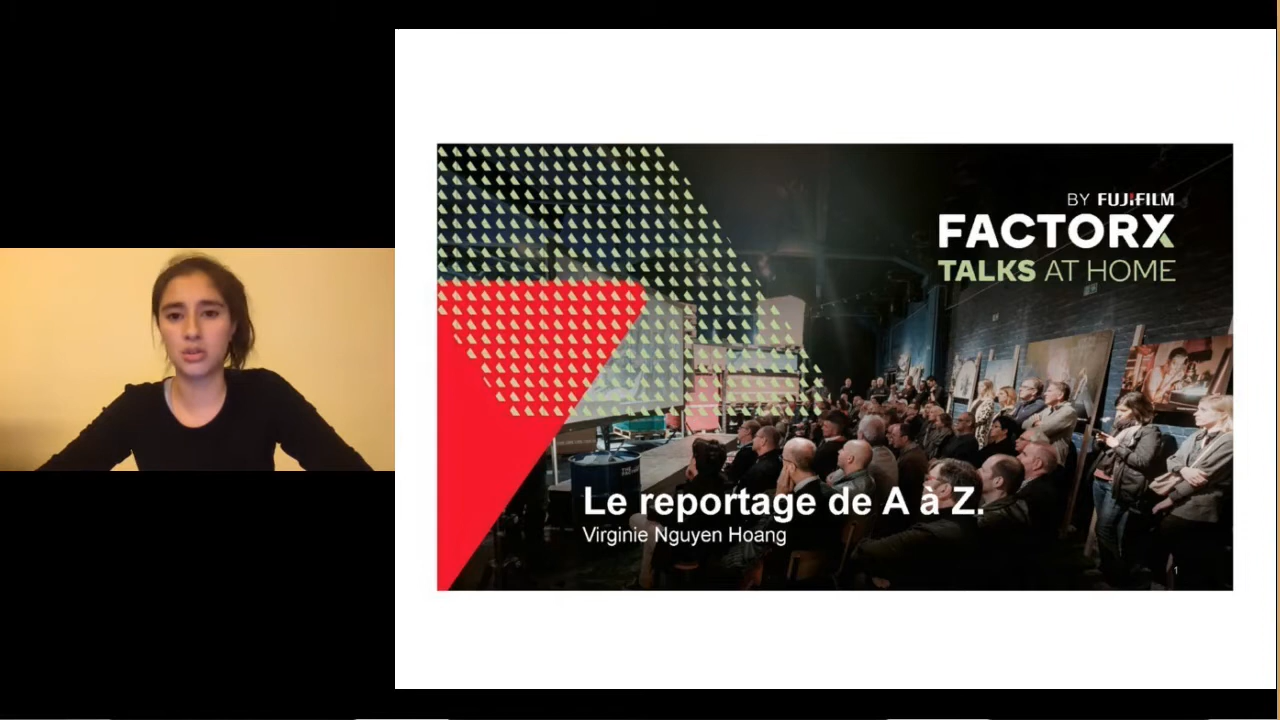 BY FUJIFILM
FACTORX
TALKS AT HOME
Le reportage de A à Z.
Virginie Nguyen Hoang
1